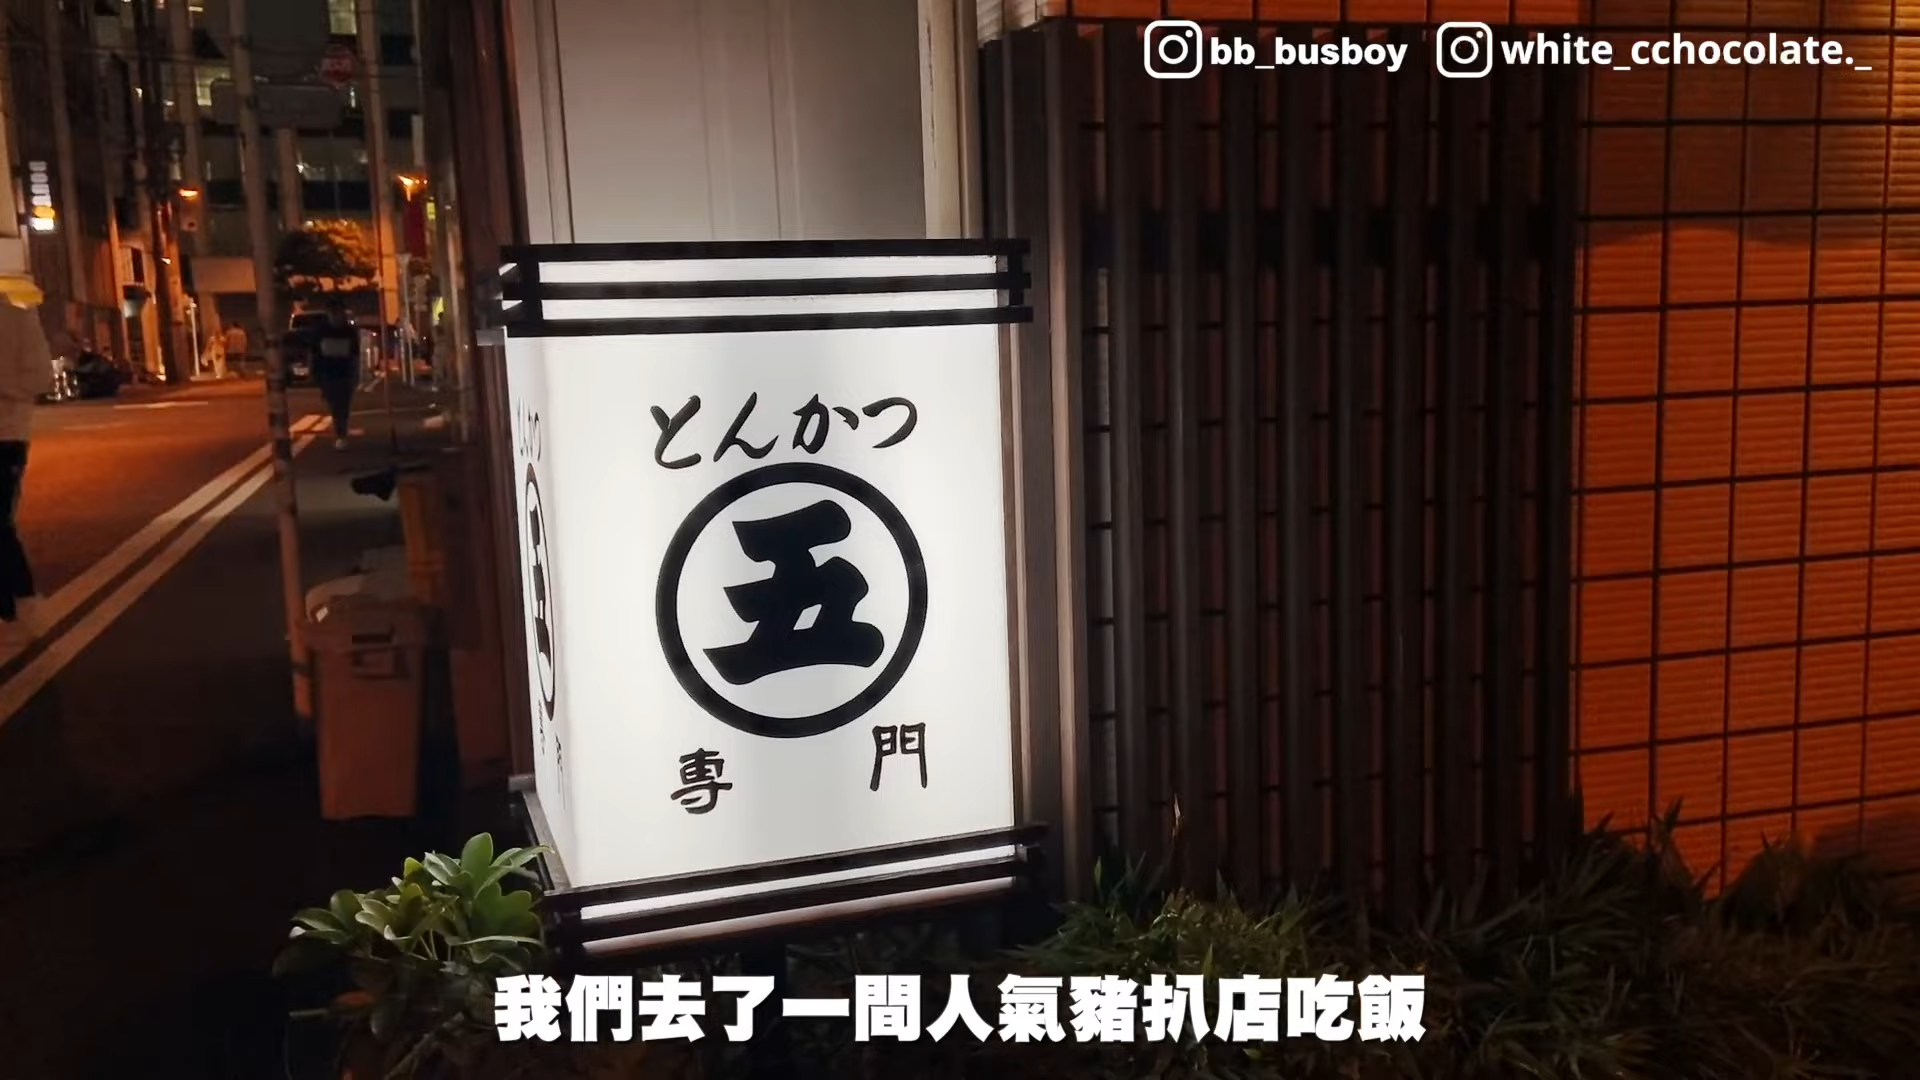 bb_busboy white_cchocolate._
とんかつ
五
専門
我們去了一間人氣豬扒店吃飯